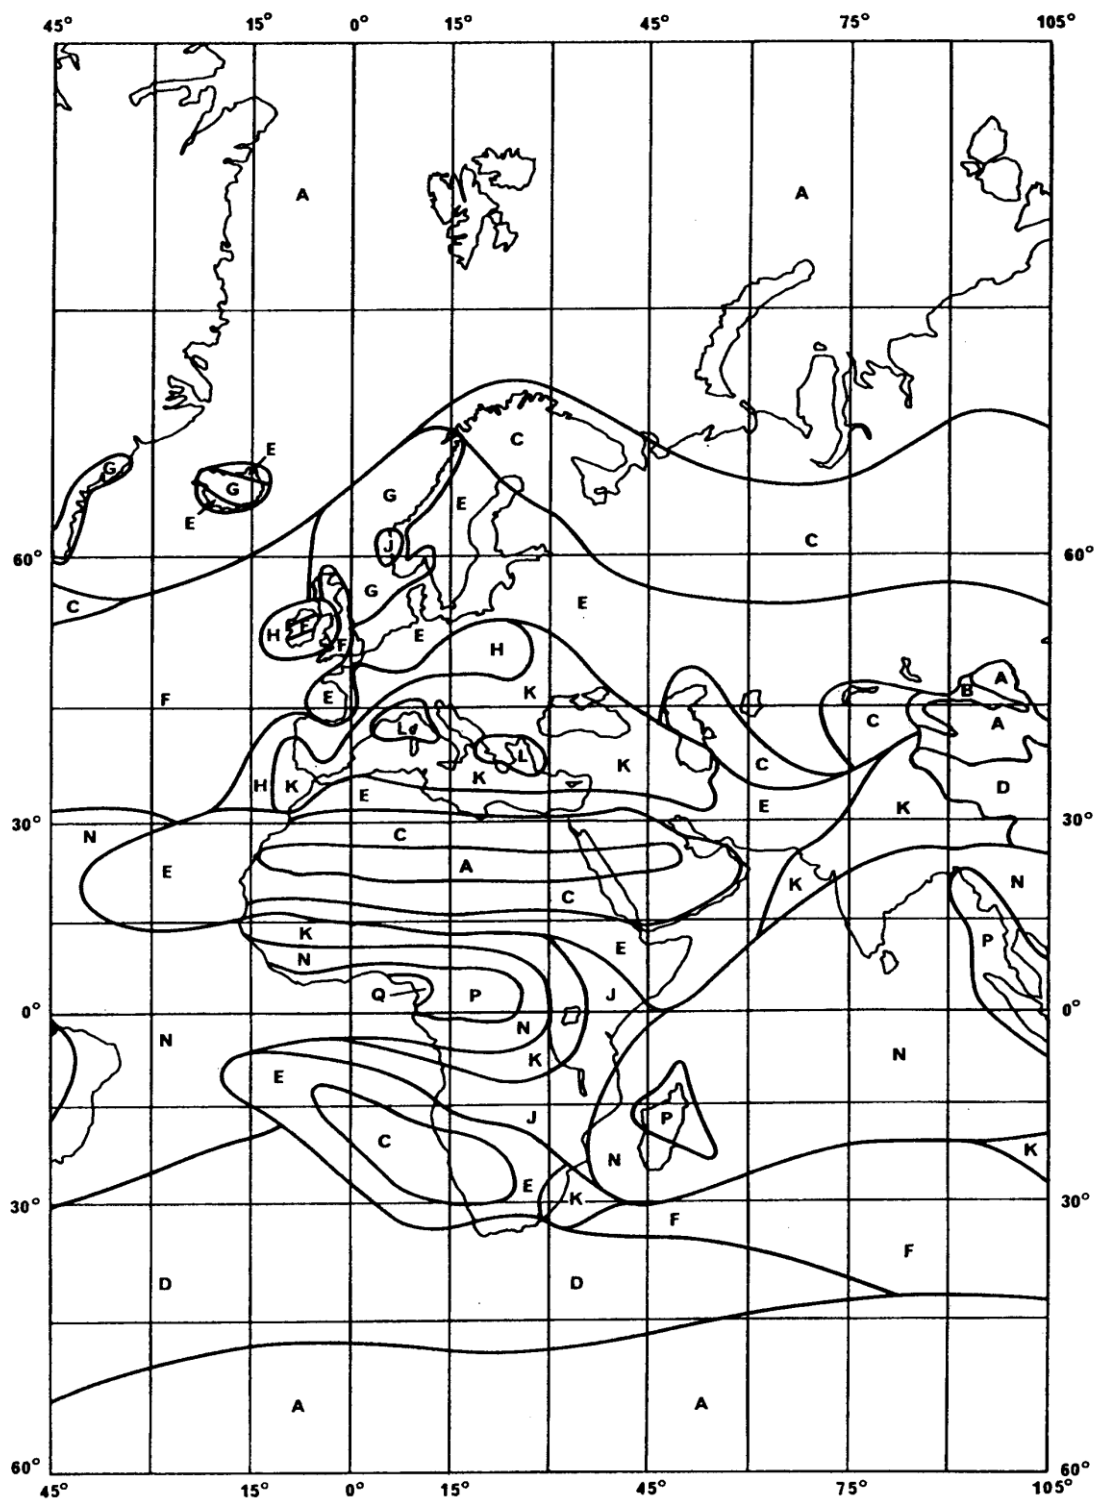 45° 15° 0° 15° 45° 75° 105°
A A
C
E
G
G G E
E
J C
60° 60°
G
C E
H E F E
H
A
B
E K
F C A
L
L
K
C
H K K D
E E K
30° N C 30°
E A K N
C
K E P
N
Q P J
0° 0°
N N
K N
E
J P
C
N K
E K
30° F 30°
F
D D
A A
60° 60°
45° 15° 0° 15° 45° 75° 105°